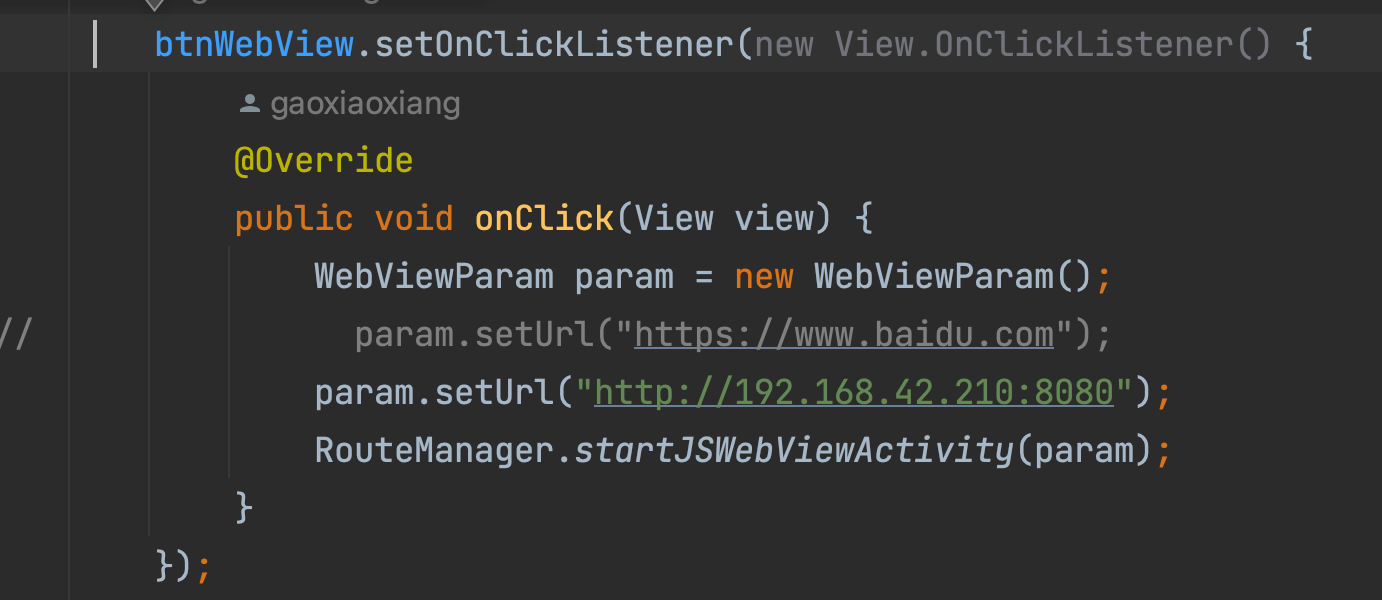 btnWebView.setOnClickListener(new View.OnClickListener() {
gaoxiaoxiang
@Override
public void onClick(View view) {
WebViewParam param = new WebViewParam();
// param.setUrl("https://www.baidu.com");
param.setUrl("http://192.168.42.210:8080");
RouteManager.startJSWebViewActivity(param);
}
});